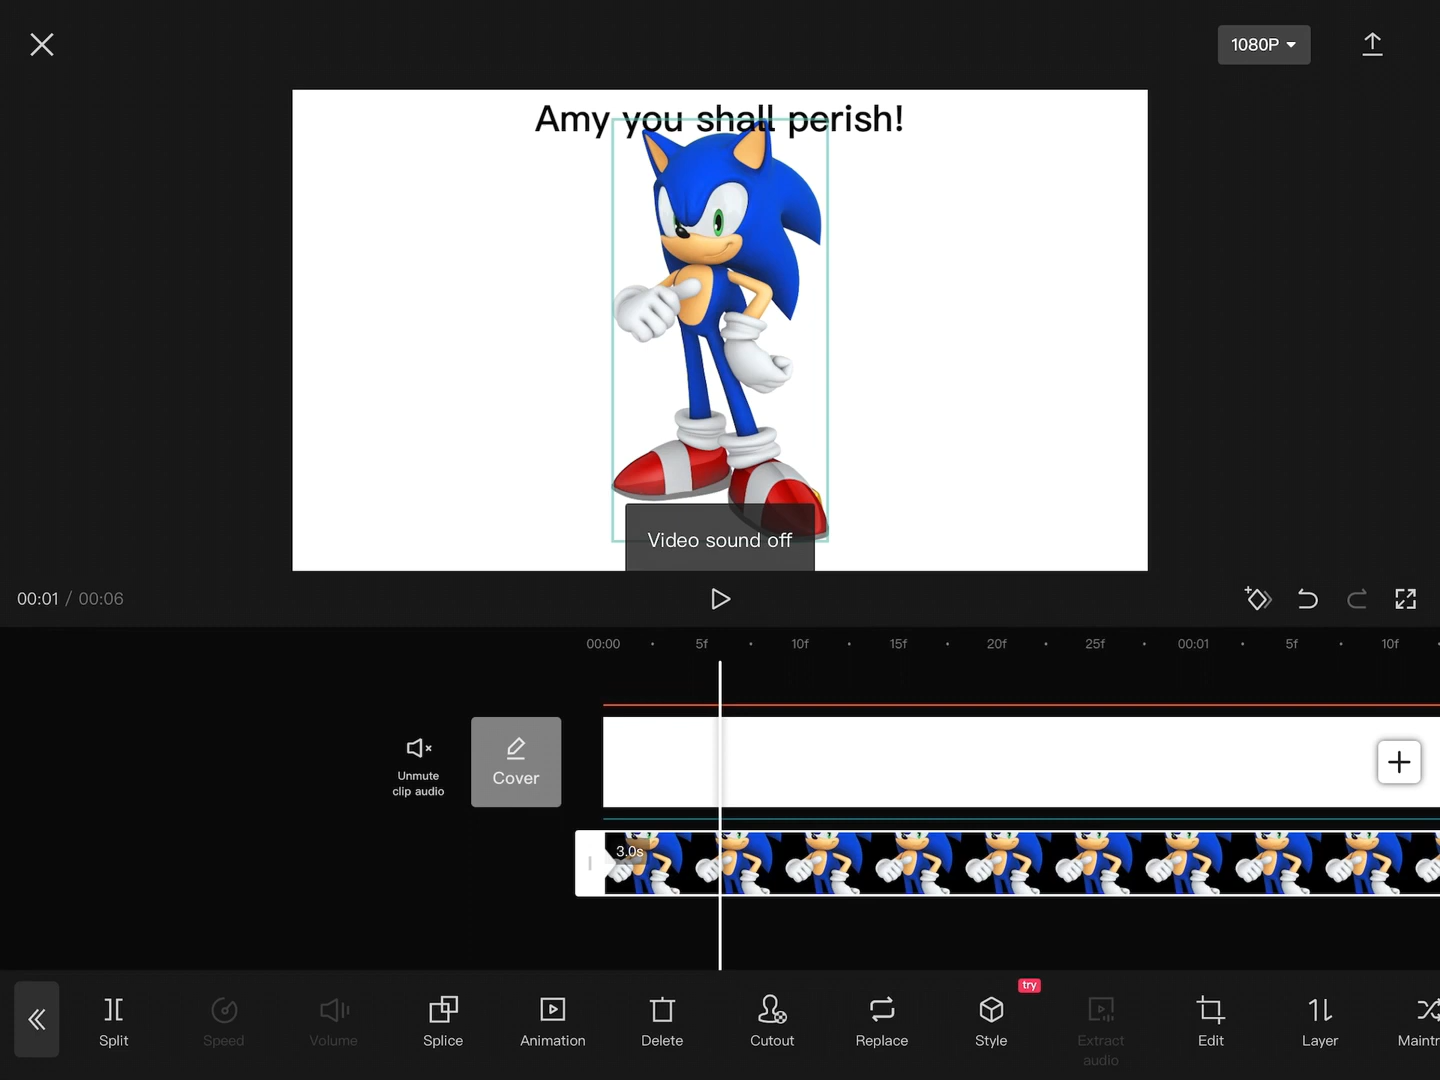 1080P
Amy you shall perish!
Video sound off
00:01 / 00:06
00:00 5f 10f 15f 20f 25f 00:01 5f 10f
Unmute
clip audio
Cover
3.0s
try
Split Speed Volume Splice Animation Delete Cutout Replace Style Extract audio Edit Layer Maintr